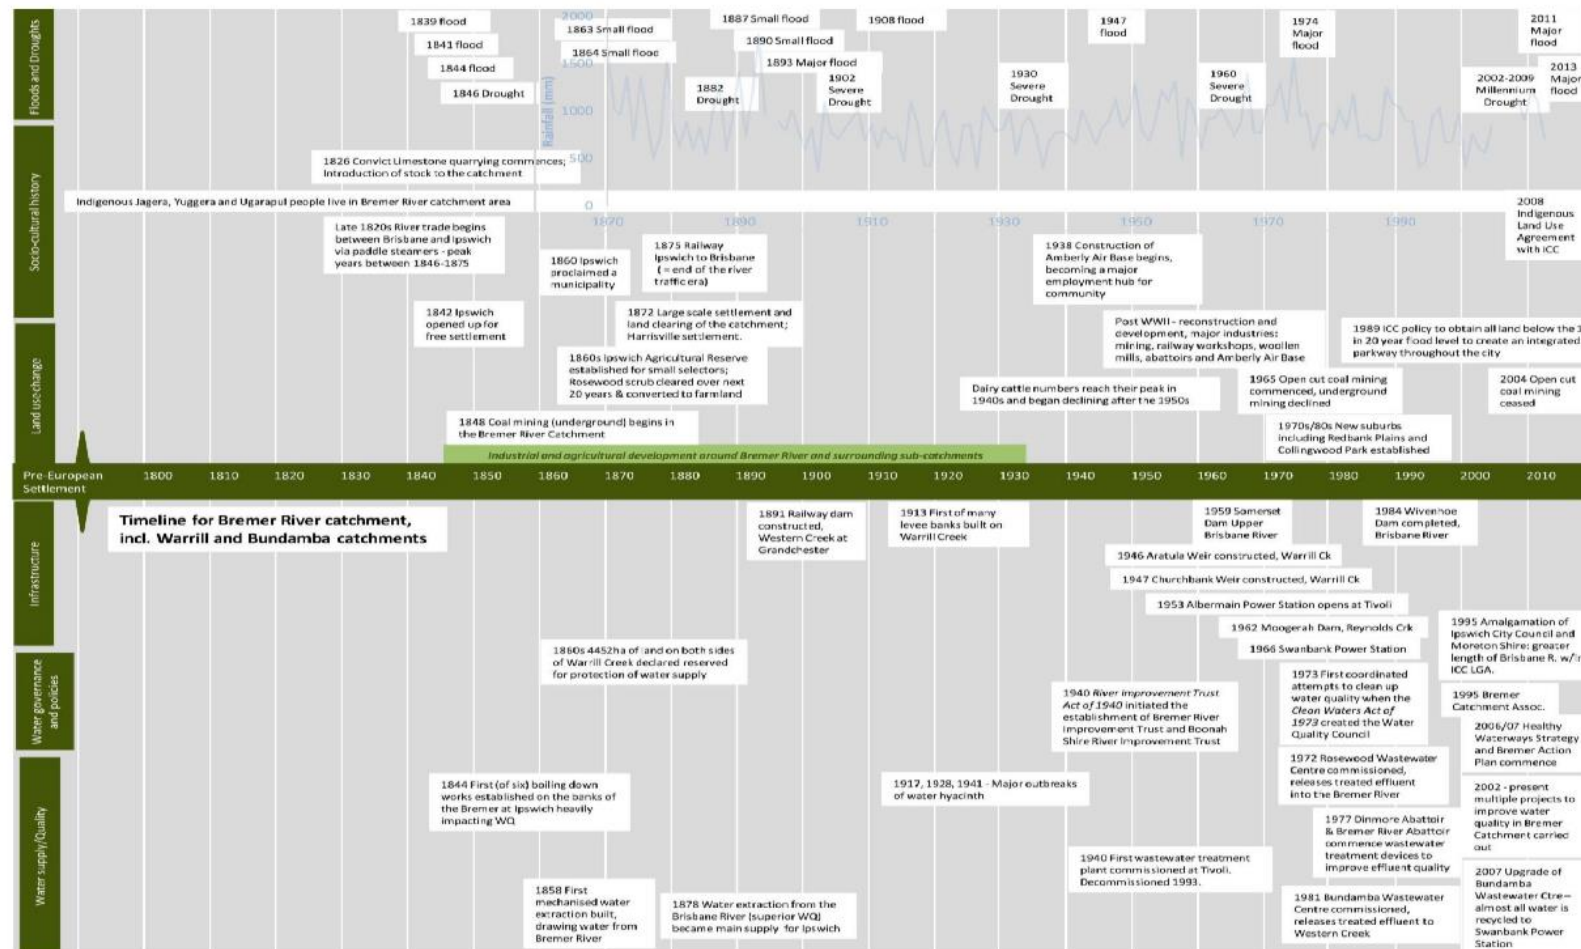 Floods and Droughts
1839 flood
1841 flood
1844 flood
1846 Drought
1863 Small flood
1864 Small flood
1882
Drought
1887 Small flood
1890 Small flood
1893 Major flood
1902
Severe
Drought
1908 flood
1930
Severe
Drought
1947
flood
1960
Severe
Drought
1974
Major
flood
2002-2009
Millennium
Drought
2011
Major
flood
2013
Major
flood
Rainfall (mm)
2000
1500
1000
500
0
1870
1890
1910
1930
1950
1970
1990
Socio-cultural history
1826 Convict Limestone quarrying commences;
Introduction of stock to the catchment
Indigenous Jagera, Yuggera and Ugarapul people live in Bremer River catchment area
Late 1820s River trade begins
between Brisbane and Ipswich
via paddle steamers - peak
years between 1846-1875
1860 Ipswich
proclaimed a
municipality
1875 Railway
Ipswich to Brisbane
( = end of the river
traffic era)
1938 Construction of
Amberly Air Base begins,
becoming a major
employment hub for
community
2008
Indigenous
Land Use
Agreement
with ICC
Land use change
1842 Ipswich
opened up for
free settlement
1872 Large scale settlement and
land clearing of the catchment;
Harrisville settlement.
1860s Ipswich Agricultural Reserve
established for small selectors;
Rosewood scrub cleared over next
20 years & converted to farmland
1848 Coal mining (underground) begins in
the Bremer River Catchment
Post WWII - reconstruction and
development, major industries:
mining, railway workshops, woollen
mills, abattoirs and Amberly Air Base
1989 ICC policy to obtain all land below the 1
in 20 year flood level to create an integrated
parkway throughout the city
Dairy cattle numbers reach their peak in
1940s and began declining after the 1950s
1965 Open cut coal mining
commenced, underground
mining declined
2004 Open cut
coal mining
ceased
1970s/80s New suburbs
including Redbank Plains and
Collingwood Park established
Industrial and agricultural development around Bremer River and surrounding sub-catchments
Pre-European
Settlement
1800
1810
1820
1830
1840
1850
1860
1870
1880
1890
1900
1910
1920
1930
1940
1950
1960
1970
1980
1990
2000
2010
Timeline for Bremer River catchment,
incl. Warrill and Bundamba catchments
Infrastructure
1891 Railway dam
constructed,
Western Creek at
Grandchester
1913 First of many
levee banks built on
Warrill Creek
1959 Somerset
Dam Upper
Brisbane River
1984 Wivenhoe
Dam completed,
Brisbane River
1946 Aratula Weir constructed, Warrill Ck
1947 Churchbank Weir constructed, Warrill Ck
1953 Albermain Power Station opens at Tivoli
1962 Moogerah Dam, Reynolds Crk
1966 Swanbank Power Station
1995 Amalgamation of
Ipswich City Council and
Moreton Shire: greater
length of Brisbane R. w/in
ICC LGA.
Water governance
and policies
1860s 4452ha of land on both sides
of Warrill Creek declared reserved
for protection of water supply
1940 River Improvement Trust
Act of 1940 initiated the
establishment of Bremer River
Improvement Trust and Boonah
Shire River Improvement Trust
1973 First coordinated
attempts to clean up
water quality when the
Clean Waters Act of
1973 created the Water
Quality Council
1995 Bremer
Catchment Assoc.
2006/07 Healthy
Waterways Strategy
and Bremer Action
Plan commence
Water supply/Quality
1844 First (of six) boiling down
works established on the banks of
the Bremer at Ipswich heavily
impacting WQ
1917, 1928, 1941 - Major outbreaks
of water hyacinth
1972 Rosewood Wastewater
Centre commissioned,
releases treated effluent
into the Bremer River
2002 - present
multiple projects to
improve water
quality in Bremer
Catchment carried
out
1977 Dinmore Abattoir
& Bremer River Abattoir
commence wastewater
treatment devices to
improve effluent quality
1940 First wastewater treatment
plant commissioned at Tivoli.
Decommissioned 1993.
1858 First
mechanised water
extraction built,
drawing water from
Bremer River
1878 Water extraction from the
Brisbane River (superior WQ)
became main supply for Ipswich
1981 Bundamba Wastewater
Centre commissioned,
releases treated effluent to
Western Creek
2007 Upgrade of
Bundamba
Wastewater Ctre–
almost all water is
recycled to
Swanbank Power
Station